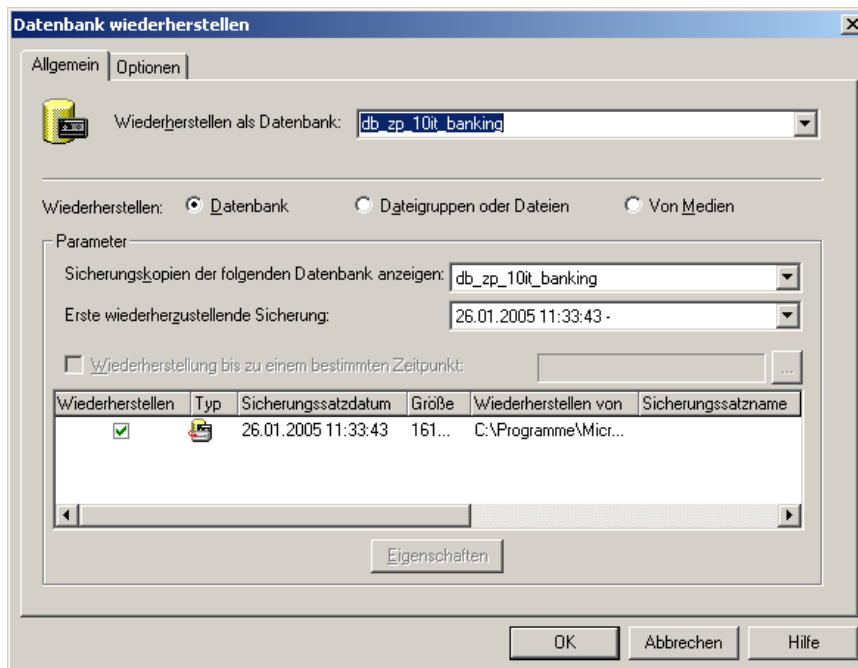 Datenbank wiederherstellen
Allgemein Optionen
Wiederherstellen als Datenbank: db_zp_10it_banking
Wiederherstellen: Datenbank Dateigruppen oder Dateien Von Medien
Parameter
Sicherungskopien der folgenden Datenbank anzeigen: db_zp_10it_banking
Erste wiederherzustellende Sicherung: 26.01.2005 11:33:43 -
Wiederherstellung bis zu einem bestimmten Zeitpunkt: ...
Wiederherstellen Typ Sicherungssatzdatum Größe Wiederherstellen von Sicherungssatzname
26.01.2005 11:33:43 161... C:\Programme\Micr...
Eigenschaften
OK Abbrechen Hilfe